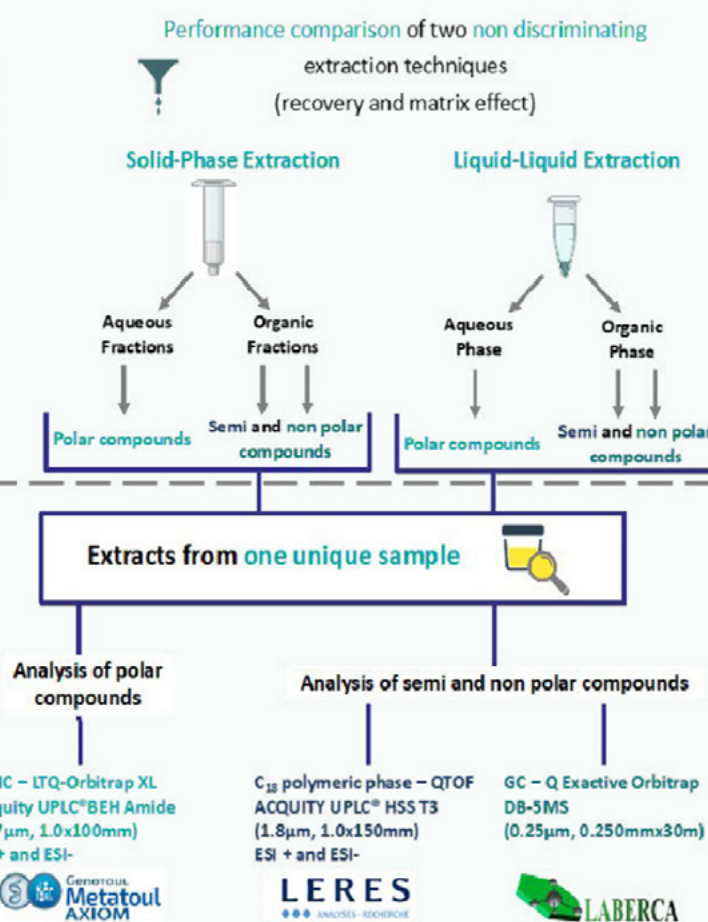 Performance comparison of two non discriminating
extraction techniques
(recovery and matrix effect)
Solid-Phase Extraction
Liquid-Liquid Extraction
Aqueous
Fractions
Organic
Fractions
Aqueous
Phase
Organic
Phase
Polar compounds
Semi and non polar
compounds
Polar compounds
Semi and non polar
compounds
Extracts from one unique sample
Analysis of polar
compounds
Analysis of semi and non polar compounds
IC – LTQ-Orbitrap XL
quity UPLC®BEH Amide
7µm, 1.0x100mm)
+ and ESI-
C18 polymeric phase – QTOF
ACQUITY UPLC® HSS T3
(1.8µm, 1.0x150mm)
ESI + and ESI-
GC – Q Exactive Orbitrap
DB-5MS
(0.25µm, 0.250mmx30m)
GenoToul
Metatoul
AXIOM
LERES
ANALYSES - RECHERCHE
LABERCA